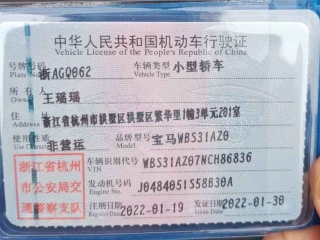 中华人民共和国机动车行驶证
Vehicle License of the People's Republic of China
号牌号码 浙AGQ062 车辆类型 小型轿车
Plate No. Vehicle Type
所有人 王瑶瑶
Owner
住址 浙江省杭州市拱墅区拱墅区繁华里1幢3单元201室
使用性质 非营运 品牌型号 宝马WBS31AZ0
Use Character
浙江省杭州
市公安局交
通警察支队
车辆识别代号 WBS31AZ07NCH86836
VIN
发动机号码 J0484051S58B30A
Engine No.
注册日期 2022-01-19 发证日期 2022-01-30